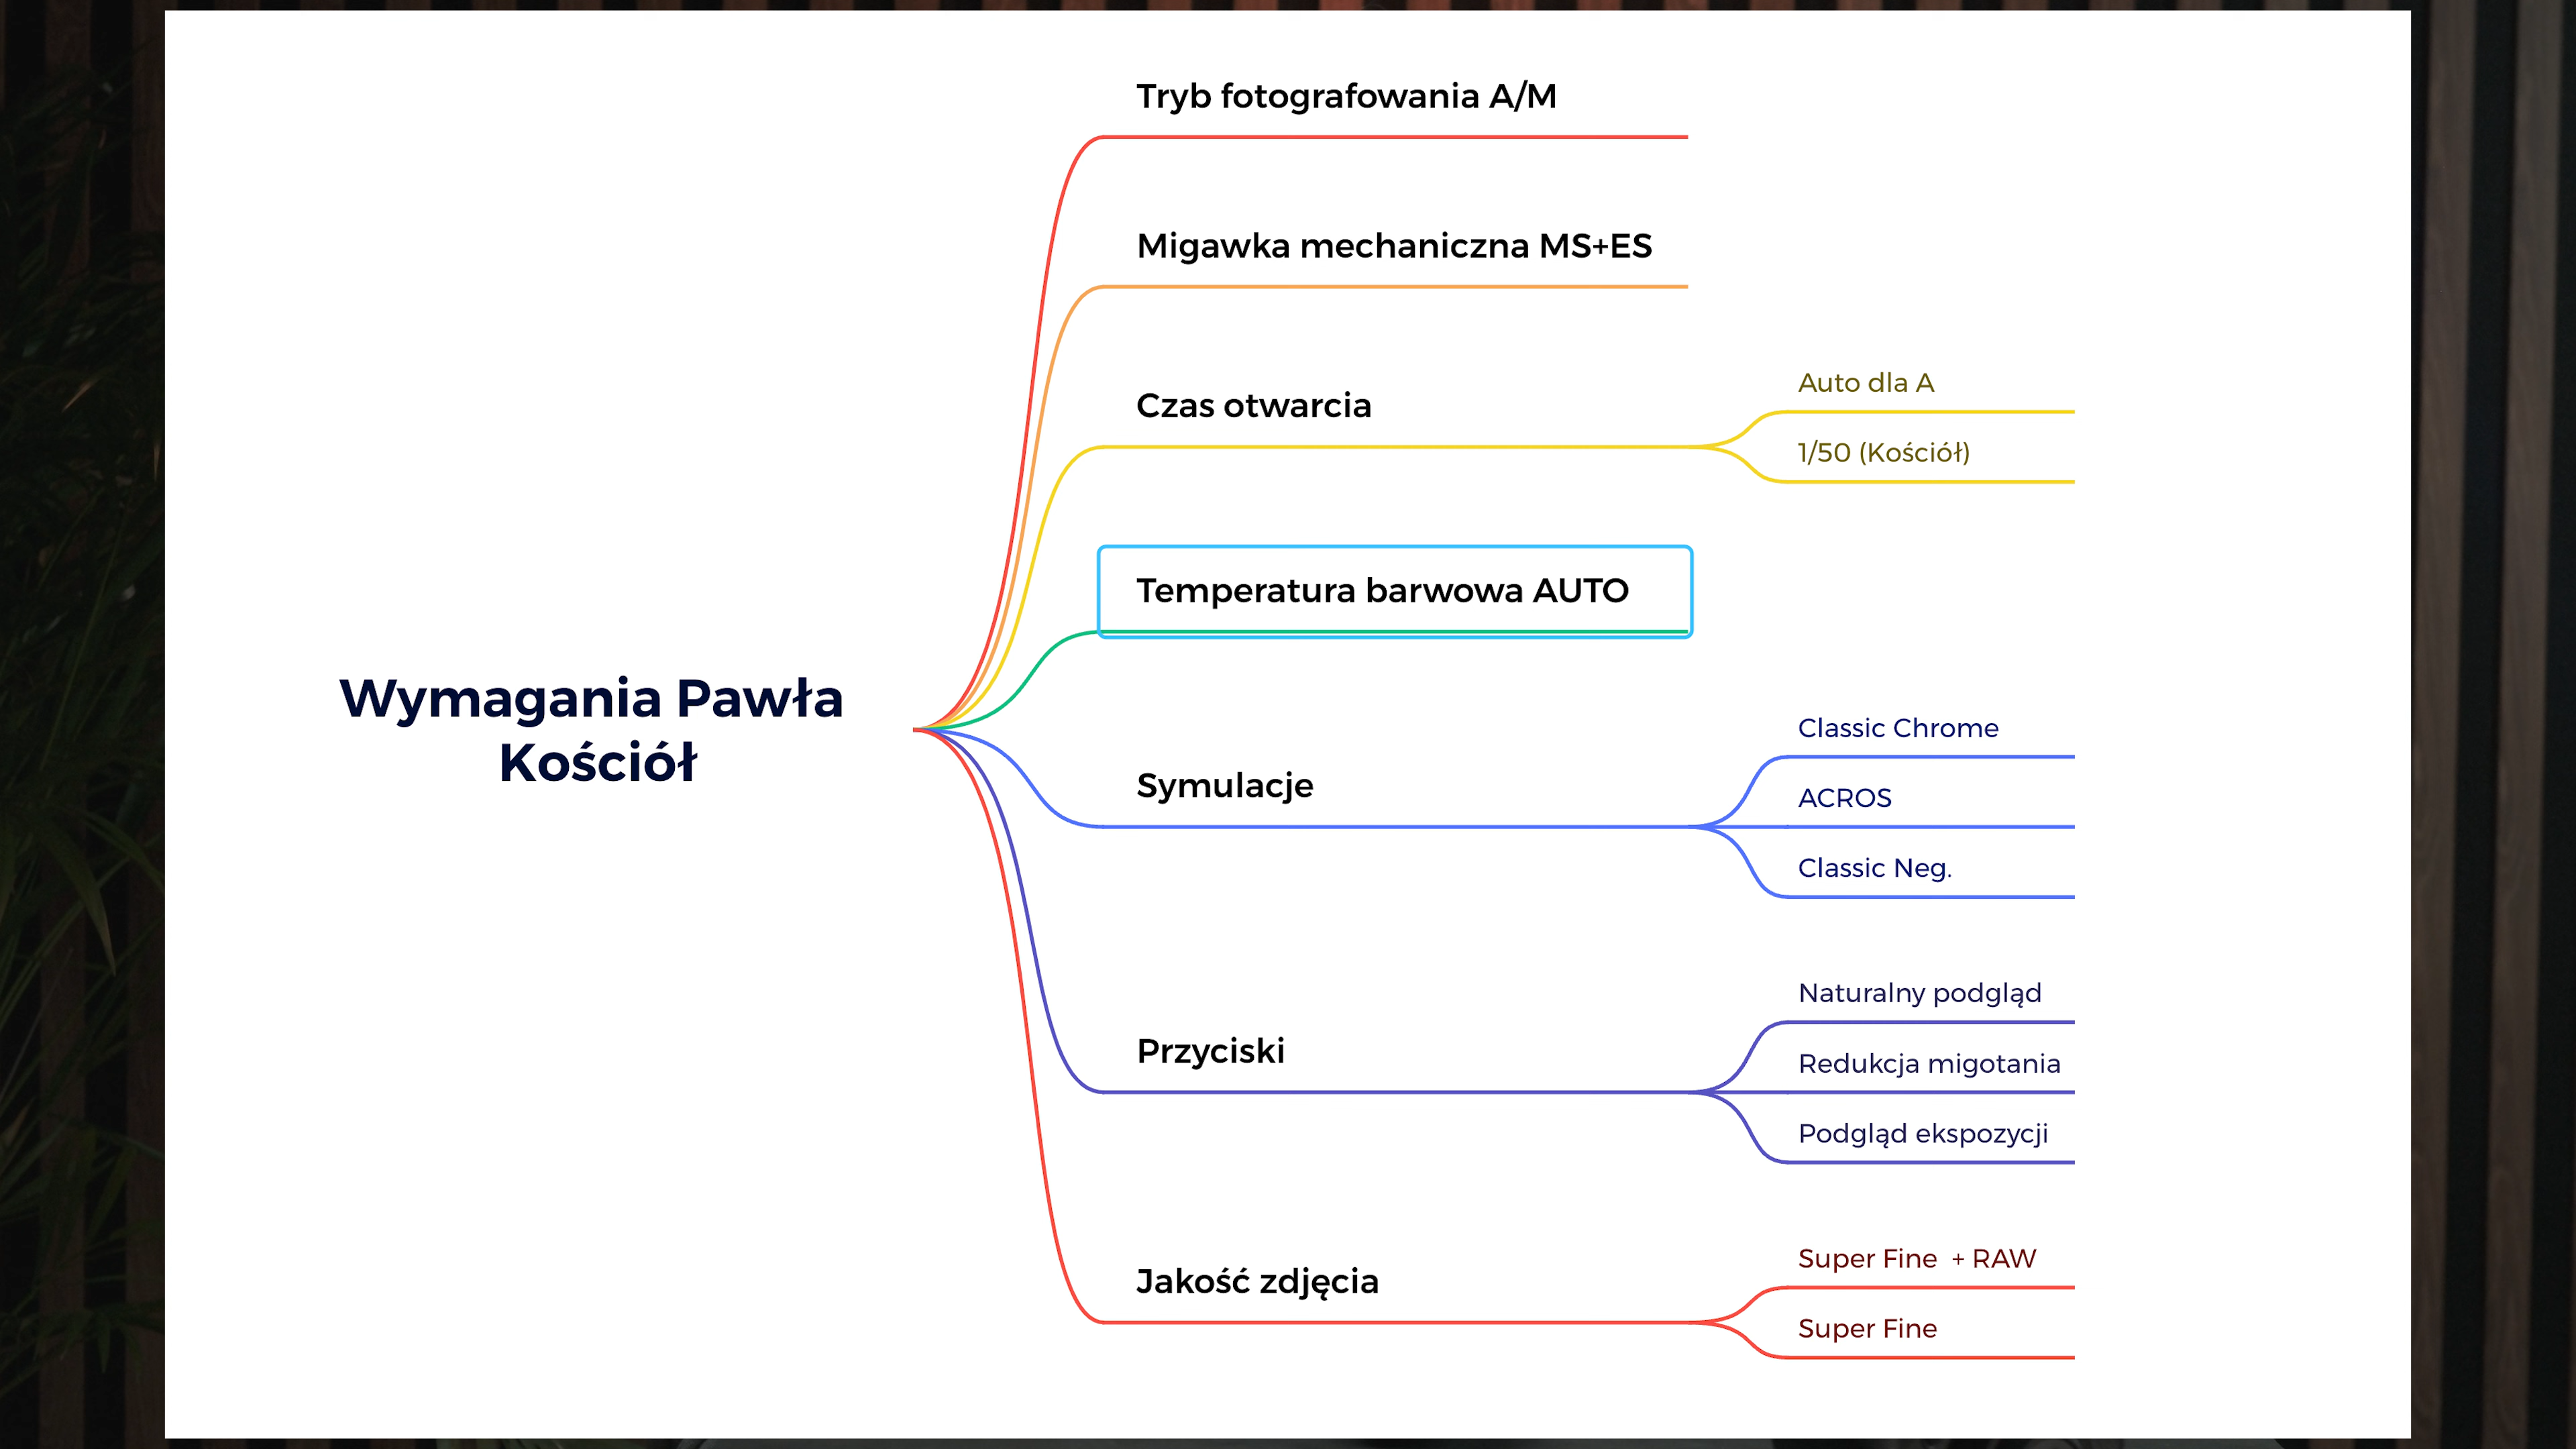 Tryb fotografowania A/M
Migawka mechaniczna MS+ES
Czas otwarcia
Auto dla A
1/50 (Kościół)
Temperatura barwowa AUTO
Wymagania Pawła
Kościół
Symulacje
Classic Chrome
ACROS
Classic Neg.
Przyciski
Naturalny podgląd
Redukcja migotania
Podgląd ekspozycji
Jakość zdjęcia
Super Fine + RAW
Super Fine